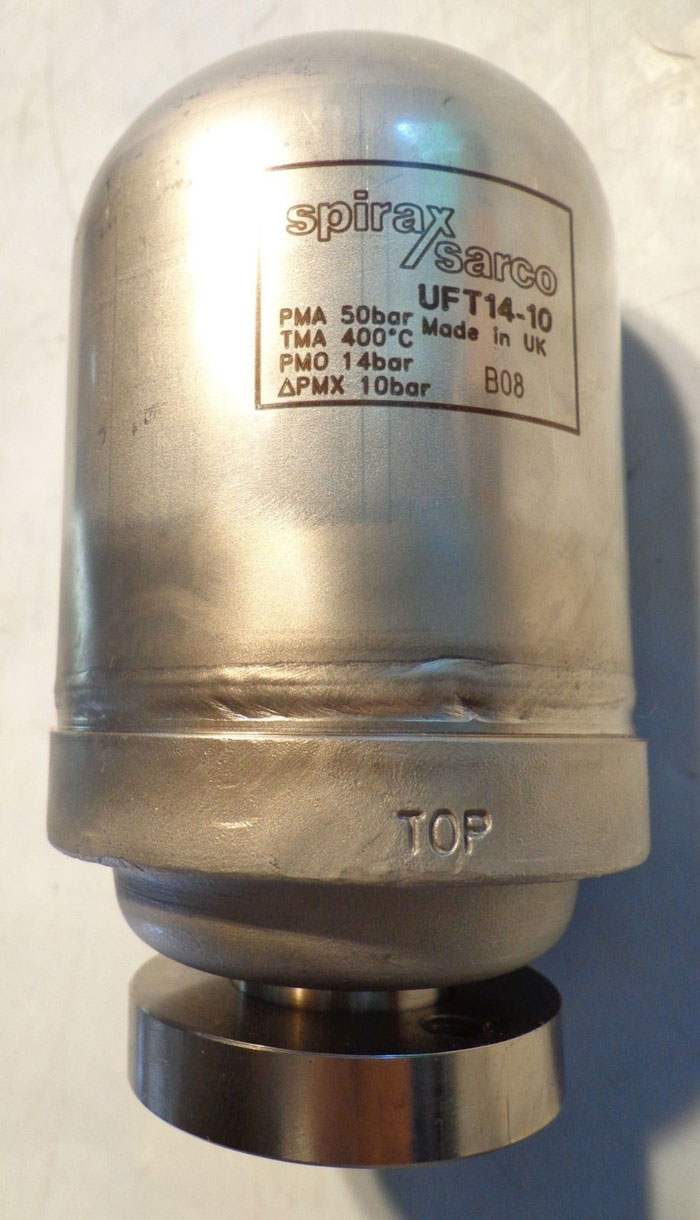 spirax
sarco
UFT14-10
PMA 50bar Made in UK
TMA 400°C
PMO 14bar
ΔPMX 10bar B08
TOP